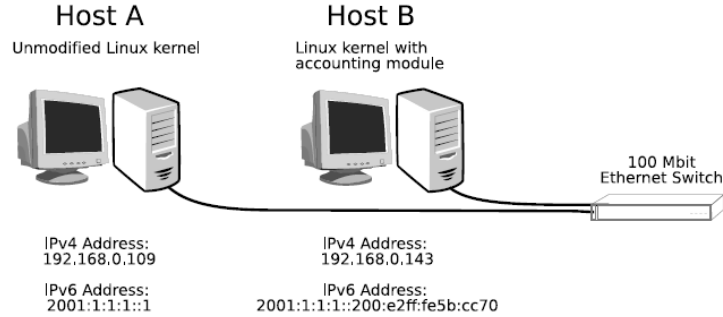 Host A
Unmodified Linux kernel
Host B
Linux kernel with
accounting module
100 Mbit
Ethernet Switch
IPv4 Address:
192.168.0.109
IPv6 Address:
2001:1:1:1::1
IPv4 Address:
192.168.0.143
IPv6 Address:
2001:1:1:1::200:e2ff:fe5b:cc70